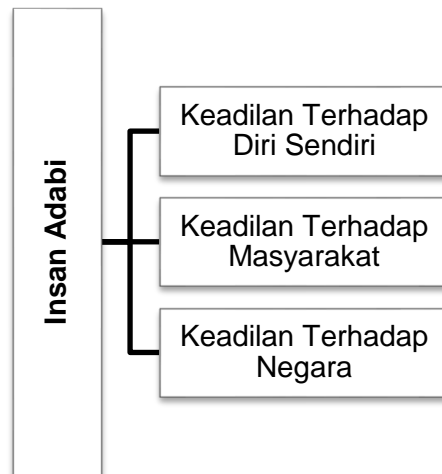 Insan Adabi
Keadilan Terhadap
Diri Sendiri
Keadilan Terhadap
Masyarakat
Keadilan Terhadap
Negara